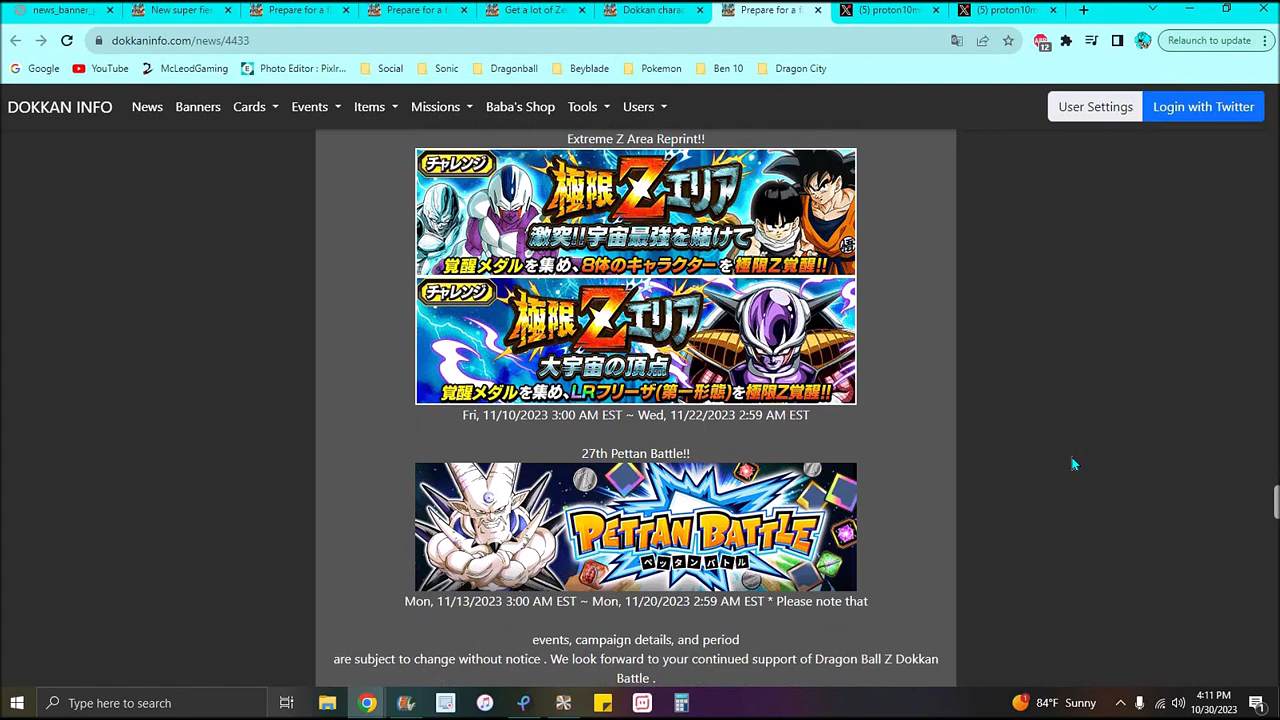 news_banner_
New super fie
Prepare for a f
Prepare for a f
Get a lot of Ze
Dokkan charac
Prepare for a f
(5) proton10m
(5) proton10m
dokkaninfo.com/news/4433
12
Relaunch to update
Google
YouTube
McLeodGaming
Photo Editor : Pixlr...
Social
Sonic
Dragonball
Beyblade
Pokemon
Ben 10
Dragon City
DOKKAN INFO
News
Banners
Cards
Events
Items
Missions
Baba's Shop
Tools
Users
User Settings
Login with Twitter
Extreme Z Area Reprint!!
チャレンジ
極限Zエリア
激突!!宇宙最強を賭けて
覚醒メダルを集め、8体のキャラクターを極限Z覚醒!!
チャレンジ
極限Zエリア
大宇宙の頂点
覚醒メダルを集め、LRフリーザ(第一形態)を極限Z覚醒!!
Fri, 11/10/2023 3:00 AM EST ~ Wed, 11/22/2023 2:59 AM EST
27th Pettan Battle!!
PETTAN BATTLE
ペッタンバトル
Mon, 11/13/2023 3:00 AM EST ~ Mon, 11/20/2023 2:59 AM EST * Please note that
events, campaign details, and period
are subject to change without notice . We look forward to your continued support of Dragon Ball Z Dokkan
Battle .
Type here to search
1
84°F Sunny
4:11 PM
10/30/2023
1